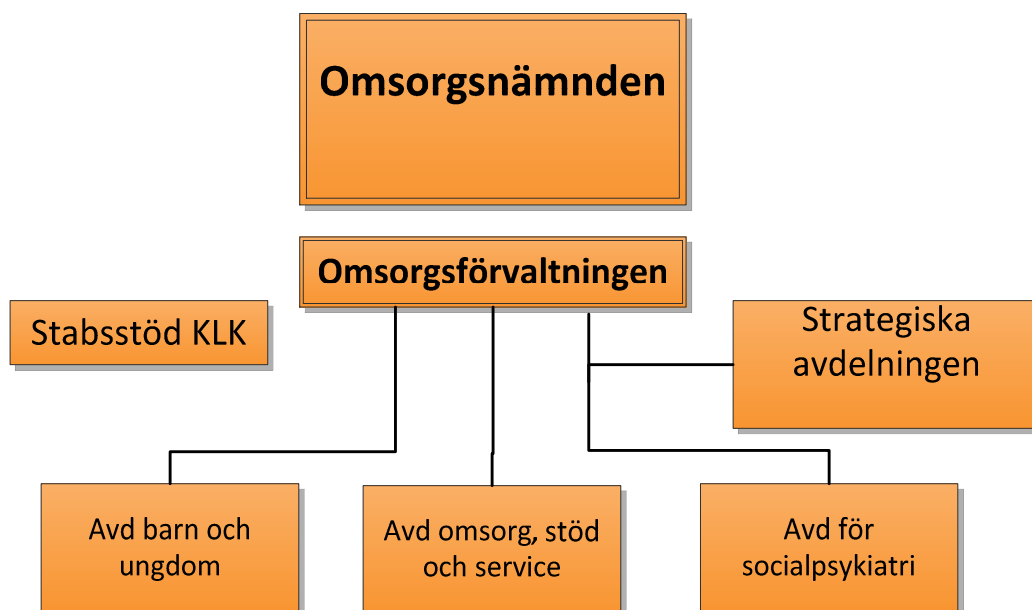 Omsorgsnämnden
Omsorgsförvaltningen
Stabsstöd KLK
Strategiska
avdelningen
Avd barn och
ungdom
Avd omsorg, stöd
och service
Avd för
socialpsykiatri